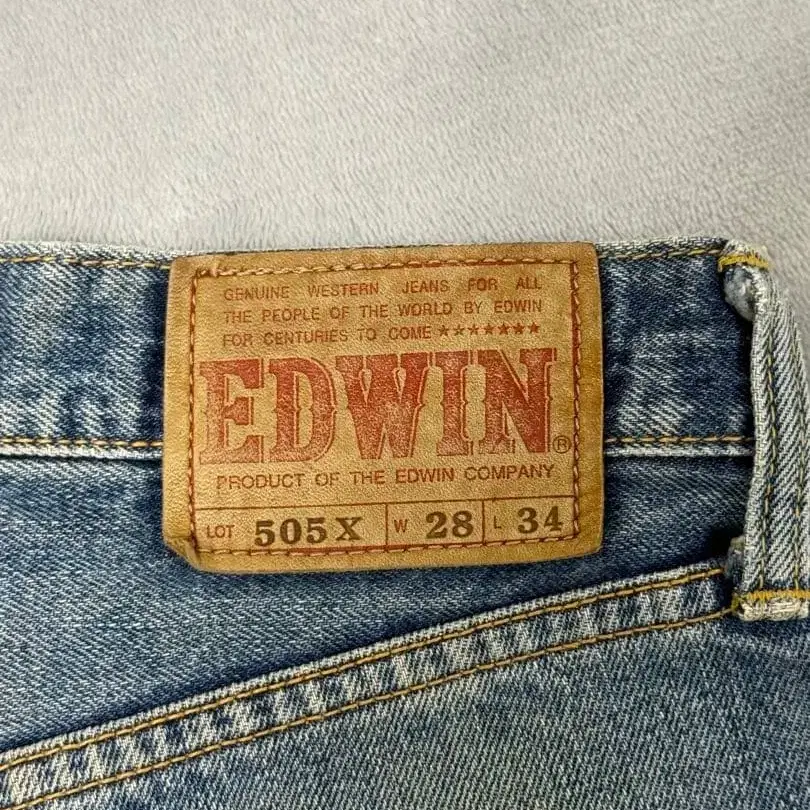 GENUINE WESTERN JEANS FOR ALL
THE PEOPLE OF THE WORLD BY EDWIN
FOR CENTURIES TO COME ★★★★★★★
EDWIN®
PRODUCT OF THE EDWIN COMPANY
LOT 505X W 28 L 34